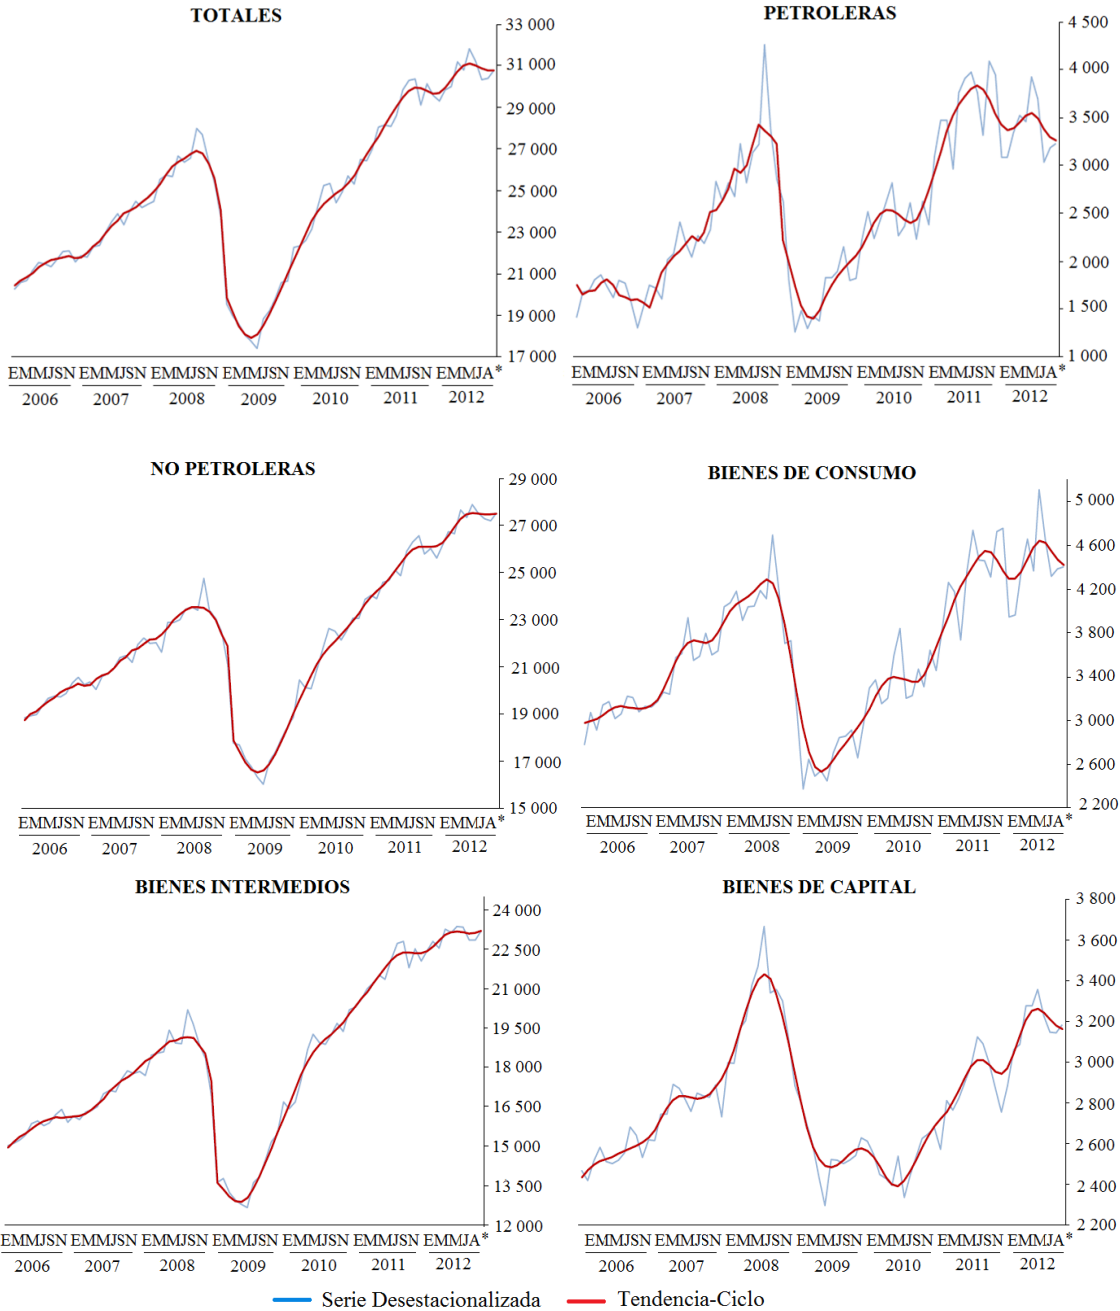 TOTALES
33 000
31 000
29 000
27 000
25 000
23 000
21 000
19 000
17 000
EMMJSN EMMJSN EMMJSN EMMJSN EMMJSN EMMJSN EMMJA*
2006 2007 2008 2009 2010 2011 2012
PETROLERAS
4 500
4 000
3 500
3 000
2 500
2 000
1 500
1 000
EMMJSN EMMJSN EMMJSN EMMJSN EMMJSN EMMJSN EMMJA*
2006 2007 2008 2009 2010 2011 2012
NO PETROLERAS
29 000
27 000
25 000
23 000
21 000
19 000
17 000
15 000
EMMJSN EMMJSN EMMJSN EMMJSN EMMJSN EMMJSN EMMJA*
2006 2007 2008 2009 2010 2011 2012
BIENES DE CONSUMO
5 000
4 600
4 200
3 800
3 400
3 000
2 600
2 200
EMMJSN EMMJSN EMMJSN EMMJSN EMMJSN EMMJSN EMMJA*
2006 2007 2008 2009 2010 2011 2012
BIENES INTERMEDIOS
24 000
22 500
21 000
19 500
18 000
16 500
15 000
13 500
12 000
EMMJSN EMMJSN EMMJSN EMMJSN EMMJSN EMMJSN EMMJA*
2006 2007 2008 2009 2010 2011 2012
BIENES DE CAPITAL
3 800
3 600
3 400
3 200
3 000
2 800
2 600
2 400
2 200
EMMJSN EMMJSN EMMJSN EMMJSN EMMJSN EMMJSN EMMJA*
2006 2007 2008 2009 2010 2011 2012
Serie Desestacionalizada Tendencia-Ciclo